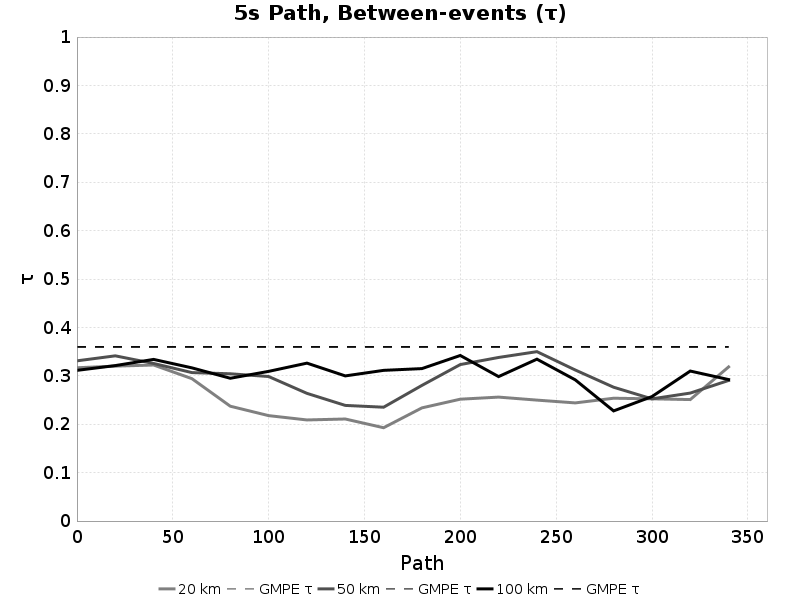 5s Path, Between-events (τ)
1
0.9
0.8
0.7
0.6
0.5
0.4
0.3
0.2
0.1
0
τ
0 50 100 150 200 250 300 350
Path
20 km GMPE τ 50 km GMPE τ 100 km GMPE τ